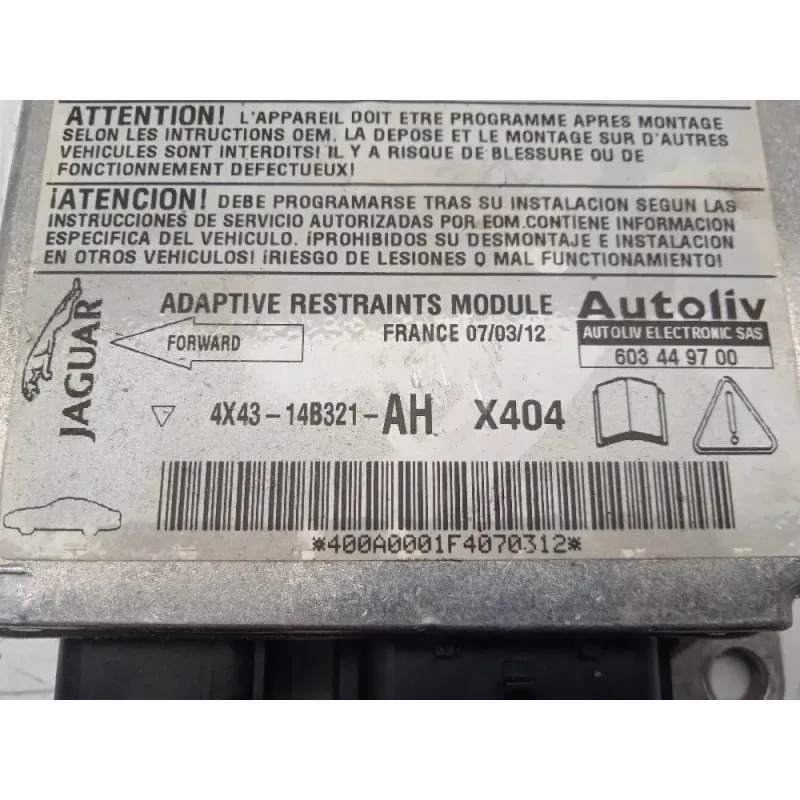 ATTENTION! L'APPAREIL DOIT ETRE PROGRAMME APRES MONTAGE
SELON LES INTRUCTIONS OEM. LA DEPOSE ET LE MONTAGE SUR D'AUTRES
VEHICULES SONT INTERDITS! IL Y A RISQUE DE BLESSURE OU DE
FONCTIONNEMENT DEFECTUEUX!
¡ATENCION! DEBE PROGRAMARSE TRAS SU INSTALACION SEGUN LAS
INSTRUCCIONES DE SERVICIO AUTORIZADAS POR EOM.CONTIENE INFORMACION
ESPECIFICA DEL VEHICULO. ¡PROHIBIDOS SU DESMONTAJE E INSTALACION
EN OTROS VEHICULOS! ¡RIESGO DE LESIONES O MAL FUNCIONAMIENTO!
JAGUAR
ADAPTIVE RESTRAINTS MODULE
FRANCE 07/03/12
FORWARD
Autoliv
AUTOLIV ELECTRONIC SAS
603 44 97 00
4X43-14B321-AH X404
*400A0001F4070312*